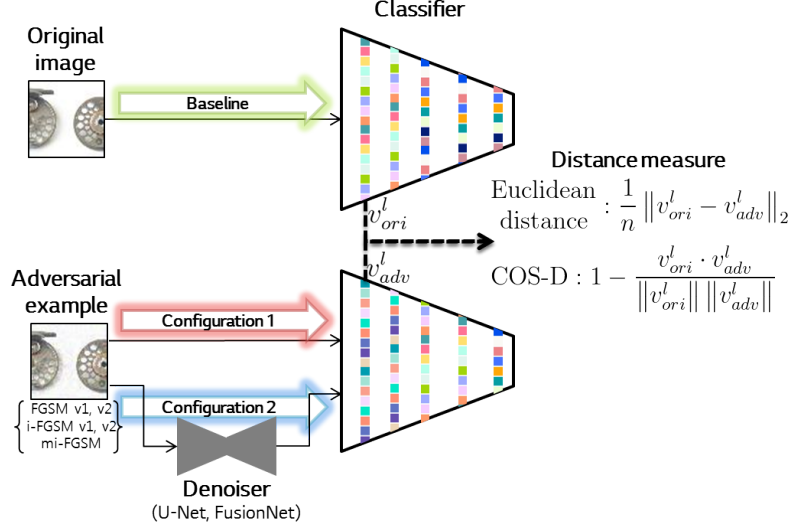 Classifier
Original
image
Baseline
Distance measure
Euclidean
distance : 1/n ‖v^l_ori − v^l_adv‖_2
v^l_ori
v^l_adv
COS-D : 1 − v^l_ori · v^l_adv / ‖v^l_ori‖ ‖v^l_adv‖
Adversarial
example
Configuration 1
Configuration 2
{ FGSM v1, v2
i-FGSM v1, v2
mi-FGSM }
Denoiser
(U-Net, FusionNet)